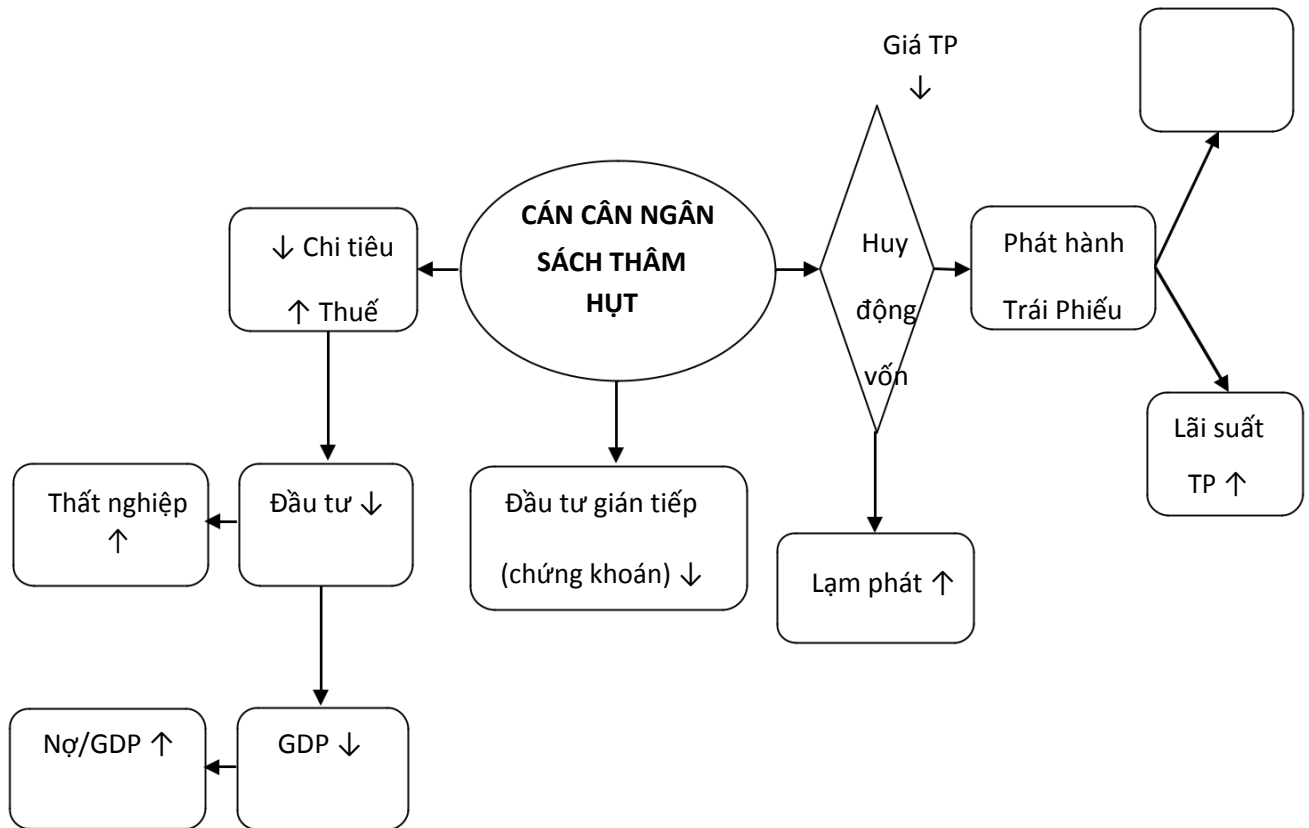 Giá TP
↓
CÁN CÂN NGÂN
SÁCH THÂM
HỤT
↓ Chi tiêu
↑ Thuế
Huy
động
vốn
Phát hành
Trái Phiếu
Lãi suất
TP ↑
Thất nghiệp
↑
Đầu tư ↓
Đầu tư gián tiếp
(chứng khoán) ↓
Lạm phát ↑
Nợ/GDP ↑
GDP ↓